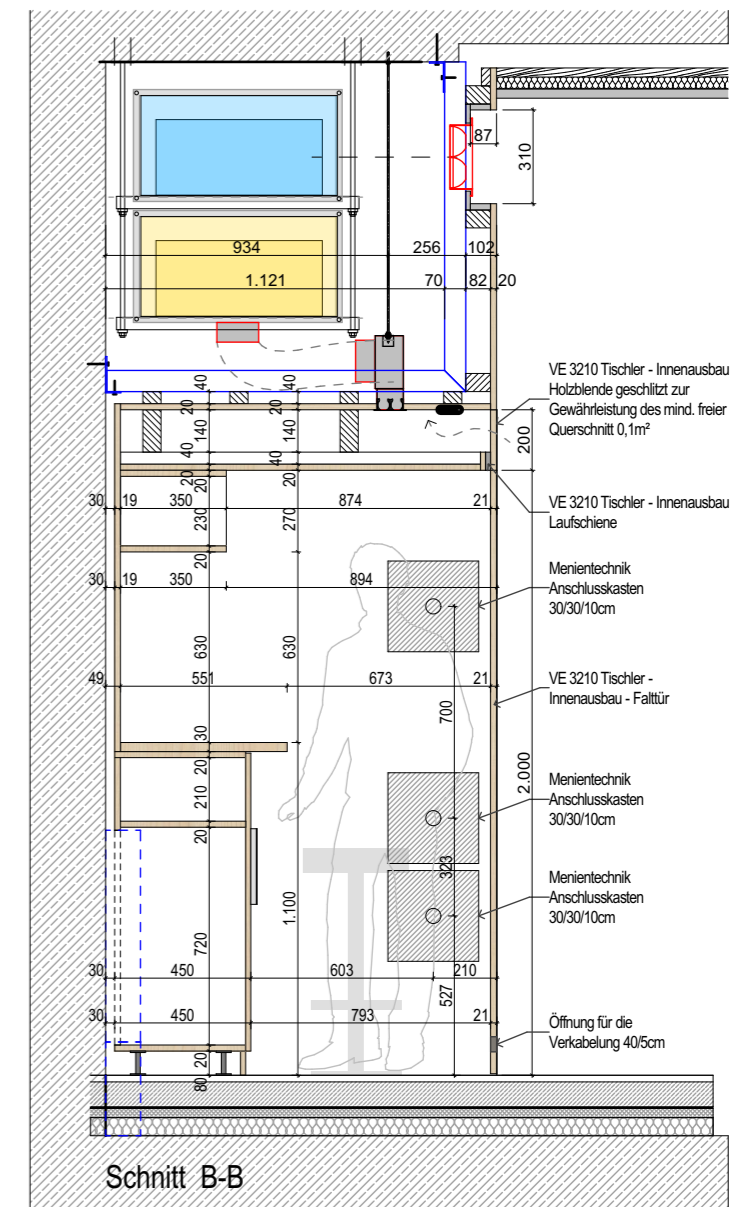 87
310
934
256
102
1.121
70
82
20
40
40
VE 3210 Tischler - Innenausbau
Holzblende geschlitzt zur
Gewährleistung des mind. freier
Querschnitt 0,1m²
20
20
140
140
200
40
40
20
20
20
30
19
350
874
21
VE 3210 Tischler - Innenausbau
Laufschiene
230
270
20
30
19
350
894
Menientechnik
Anschlusskasten
30/30/10cm
630
630
49
551
673
21
VE 3210 Tischler -
Innenausbau - Falttür
700
30
20
2.000
210
Menientechnik
Anschlusskasten
30/30/10cm
20
323
Menientechnik
Anschlusskasten
30/30/10cm
1.100
720
30
450
603
210
527
30
450
793
21
Öffnung für die
Verkabelung 40/5cm
20
80
Schnitt B-B